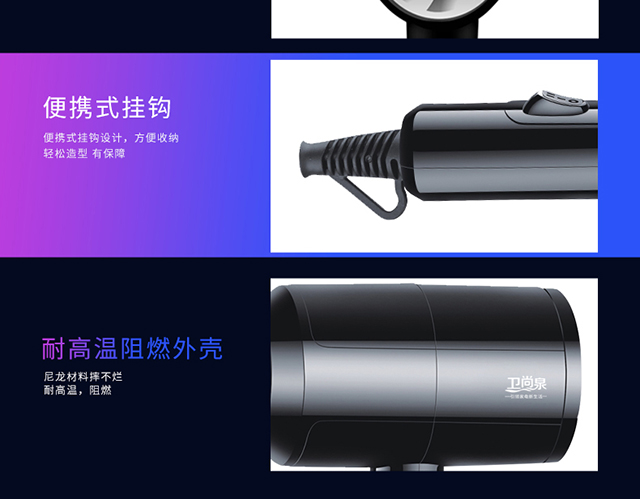 便携式挂钩
便携式挂钩设计，方便收纳
轻松造型 有保障
耐高温阻燃外壳
尼龙材料摔不烂
耐高温，阻燃
卫尚泉